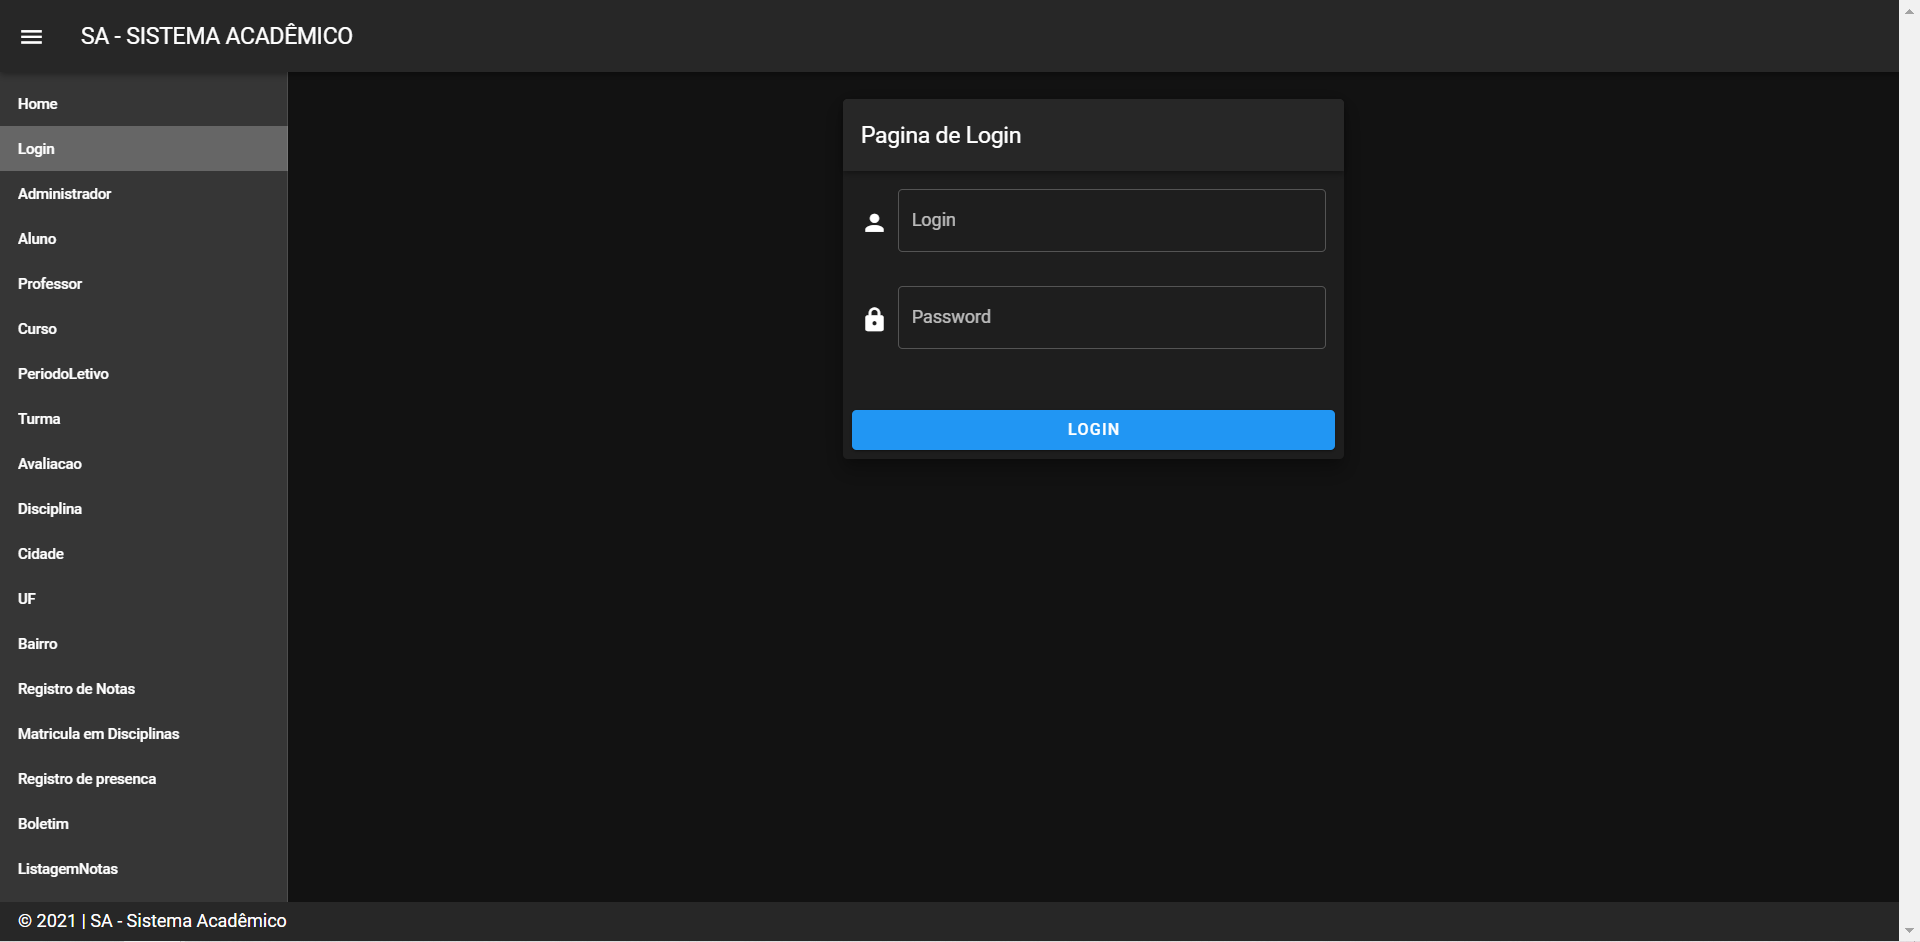 SA - SISTEMA ACADÊMICO
Home
Login
Administrador
Aluno
Professor
Curso
PeriodoLetivo
Turma
Avaliacao
Disciplina
Cidade
UF
Bairro
Registro de Notas
Matricula em Disciplinas
Registro de presenca
Boletim
ListagemNotas
Pagina de Login
Login
Password
LOGIN
© 2021 | SA - Sistema Acadêmico